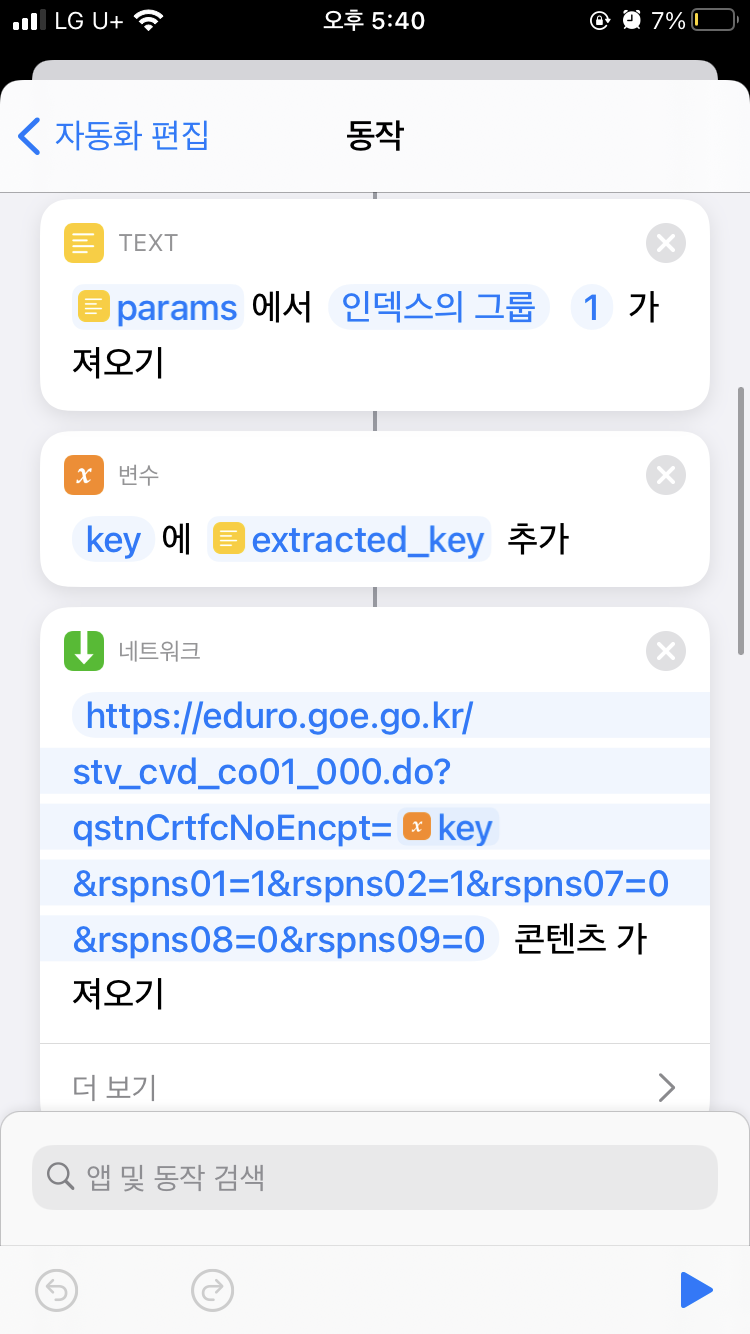 LG U+ 오후 5:40 7%
자동화 편집 동작
TEXT
params 에서 인덱스의 그룹 1 가
져오기
x 변수
key 에 extracted_key 추가
네트워크
https://eduro.goe.go.kr/
stv_cvd_co01_000.do?
qstnCrtfcNoEncpt= x key
&rspns01=1&rspns02=1&rspns07=0
&rspns08=0&rspns09=0 콘텐츠 가
져오기
더 보기
앱 및 동작 검색